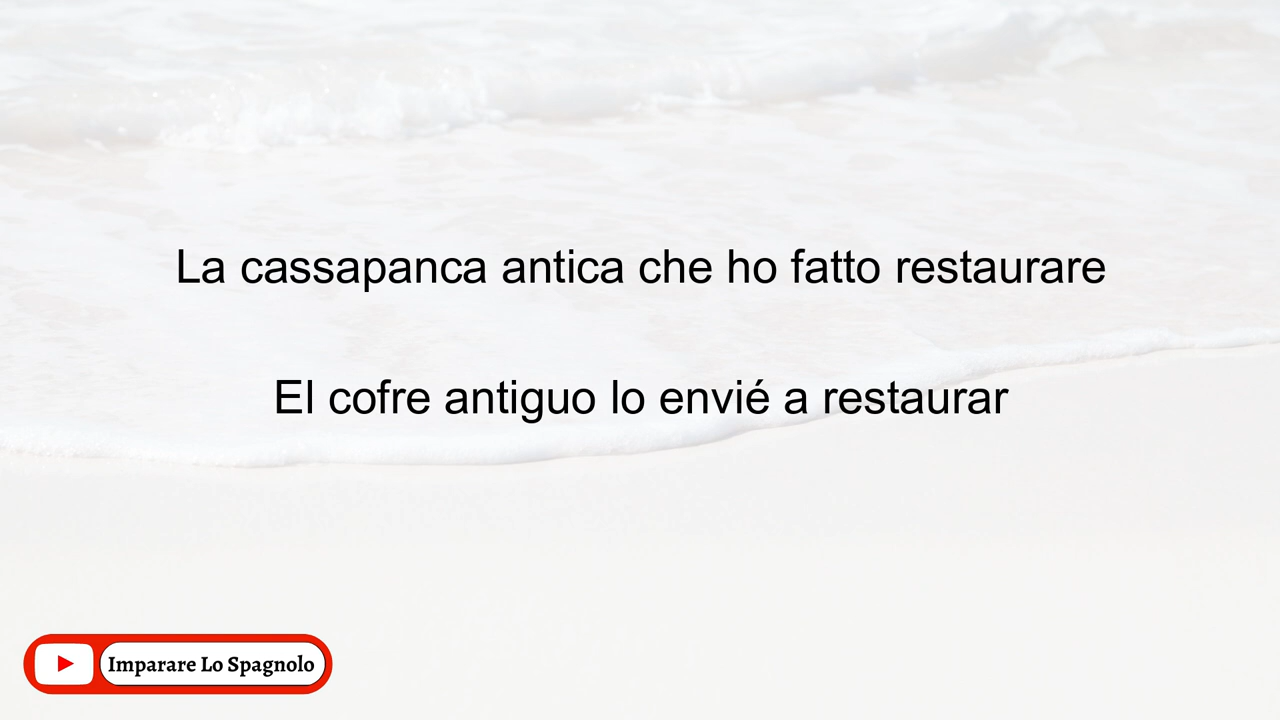 La cassapanca antica che ho fatto restaurare
El cofre antiguo lo envié a restaurar
Imparare Lo Spagnolo